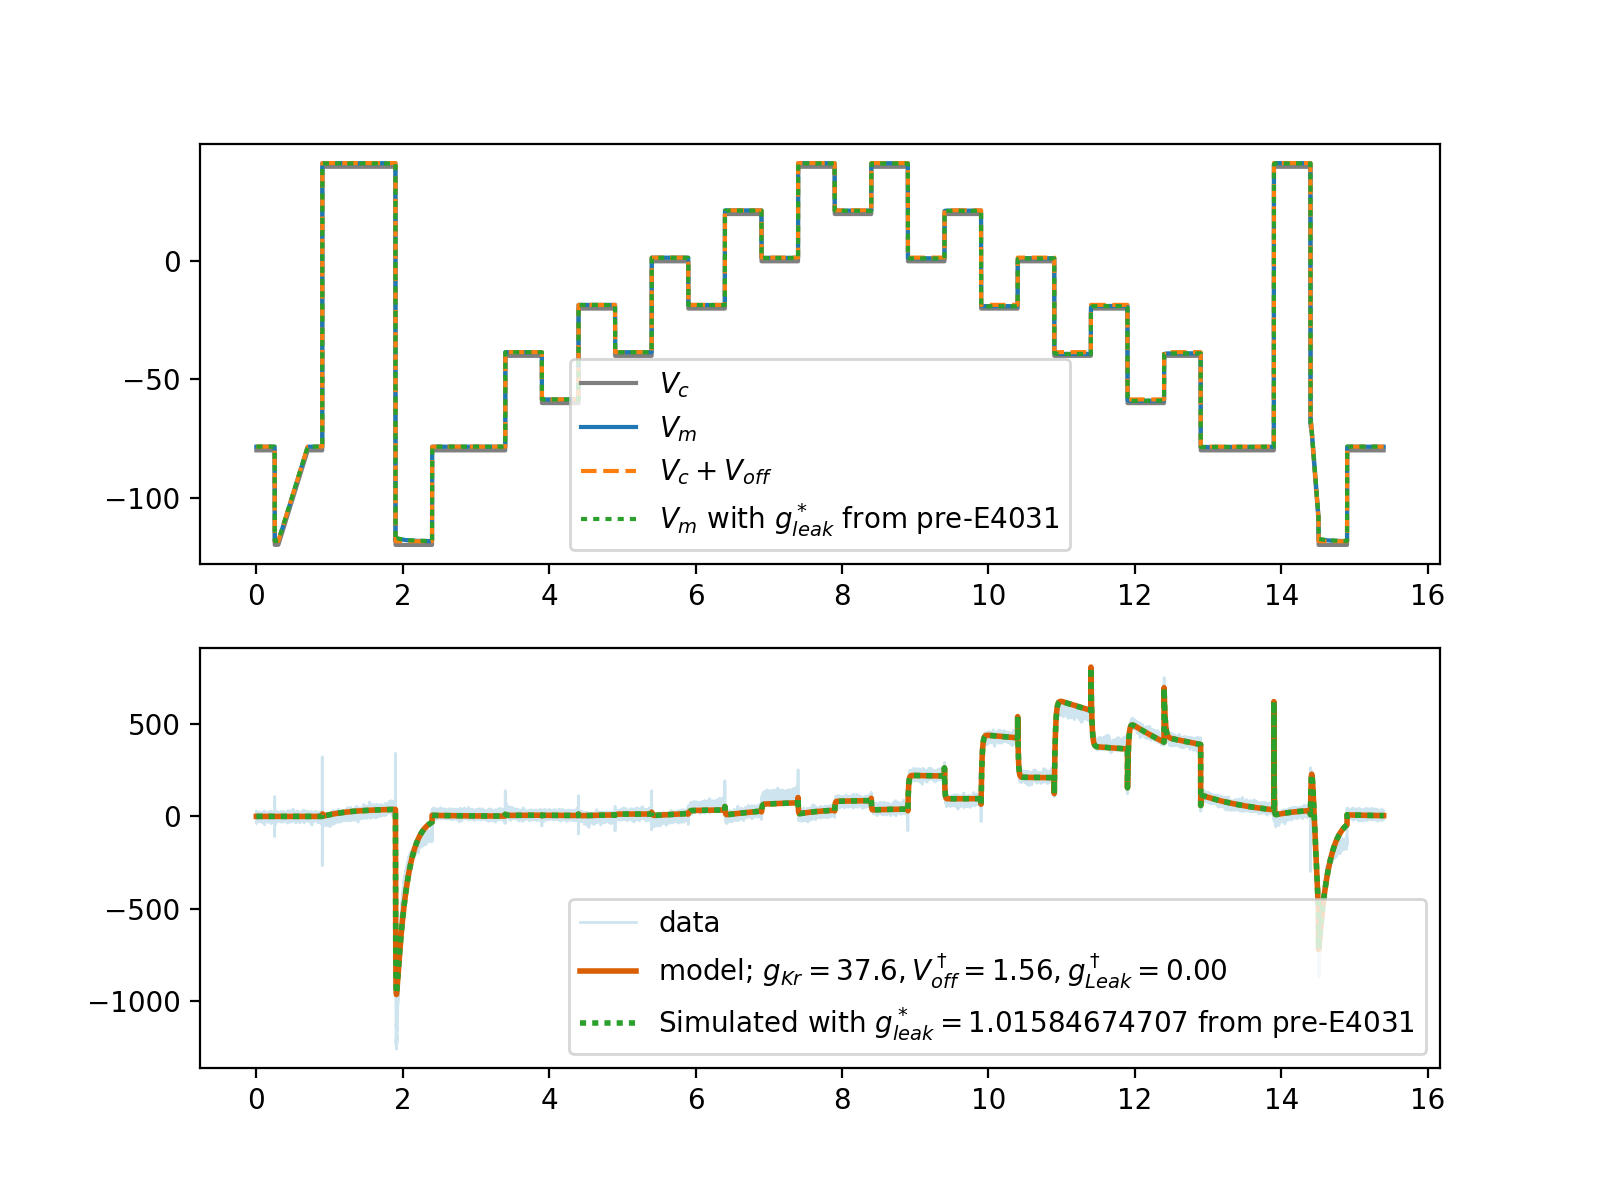 0
−50
−100
V_c
V_m
V_c + V_off
V_m with g*_leak from pre-E4031
0 2 4 6 8 10 12 14 16
500
0
−500
−1000
data
model; g_Kr = 37.6, V†_off = 1.56, g†_Leak = 0.00
Simulated with g*_leak = 1.01584674707 from pre-E4031
0 2 4 6 8 10 12 14 16